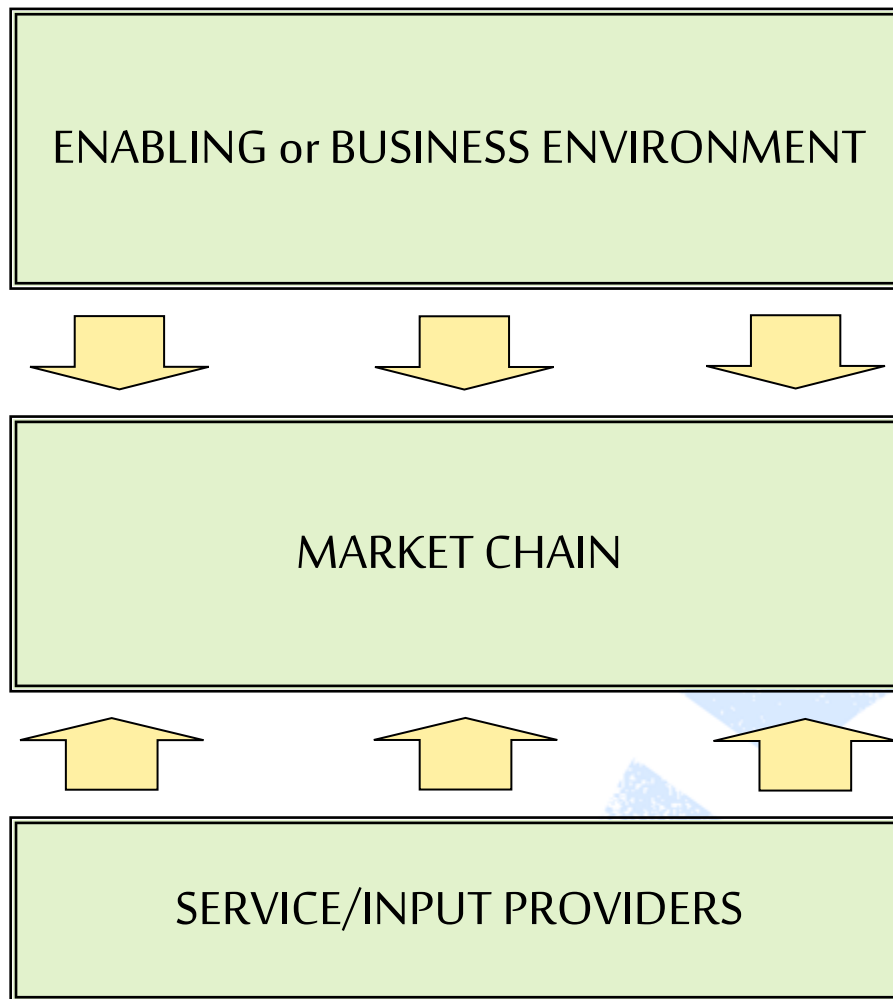 ENABLING or BUSINESS ENVIRONMENT
MARKET CHAIN
SERVICE/INPUT PROVIDERS